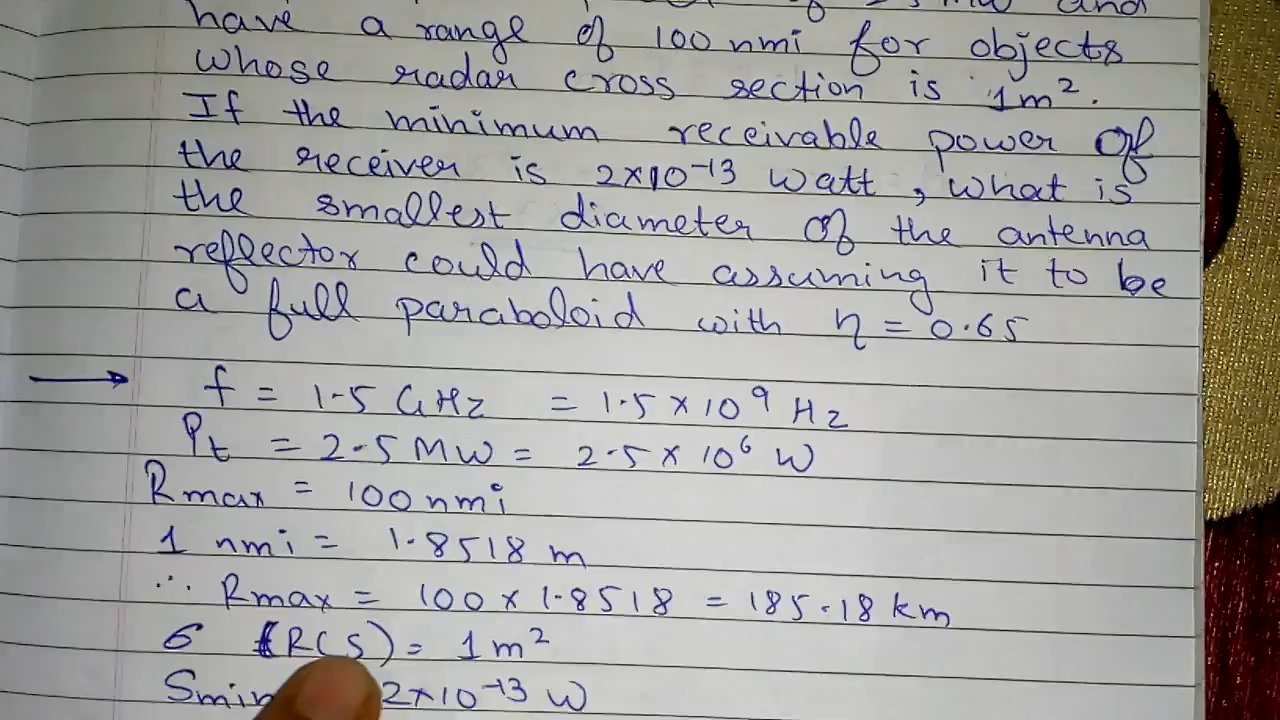 and
have a range of 100 nmi for objects
whose radar cross section is 1m².
If the minimum receivable power of
the receiver is 2×10⁻¹³ watt, what is
the smallest diameter of the antenna
reflector could have assuming it to be
a full paraboloid with η = 0.65
→ f = 1.5 GHz = 1.5 × 10⁹ Hz
Pt = 2.5 MW = 2.5 × 10⁶ W
Rmax = 100 nmi
1 nmi = 1.8518 m
∴ Rmax = 100 × 1.8518 = 185.18 km
σ (RCS) = 1 m²
Smin 2×10⁻¹³ W